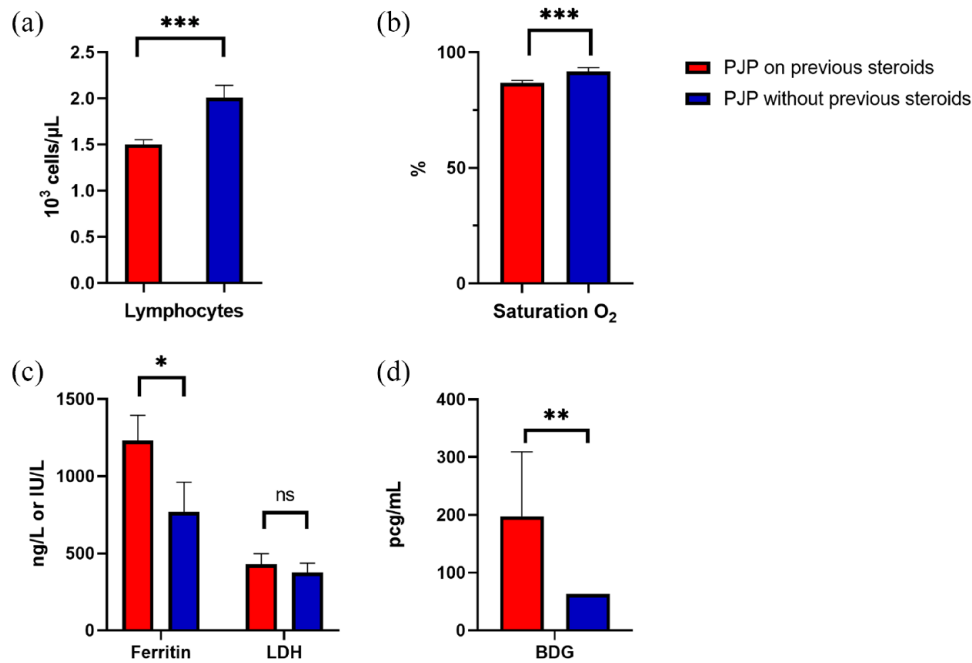 (a)
***
2.5
2.0
1.5
1.0
0.5
0.0
10³ cells/µL
Lymphocytes
(b)
***
100
50
0
%
Saturation O₂
PJP on previous steroids
PJP without previous steroids
(c)
*
ns
1500
1000
500
0
ng/L or IU/L
Ferritin LDH
(d)
**
400
300
200
100
0
pcg/mL
BDG